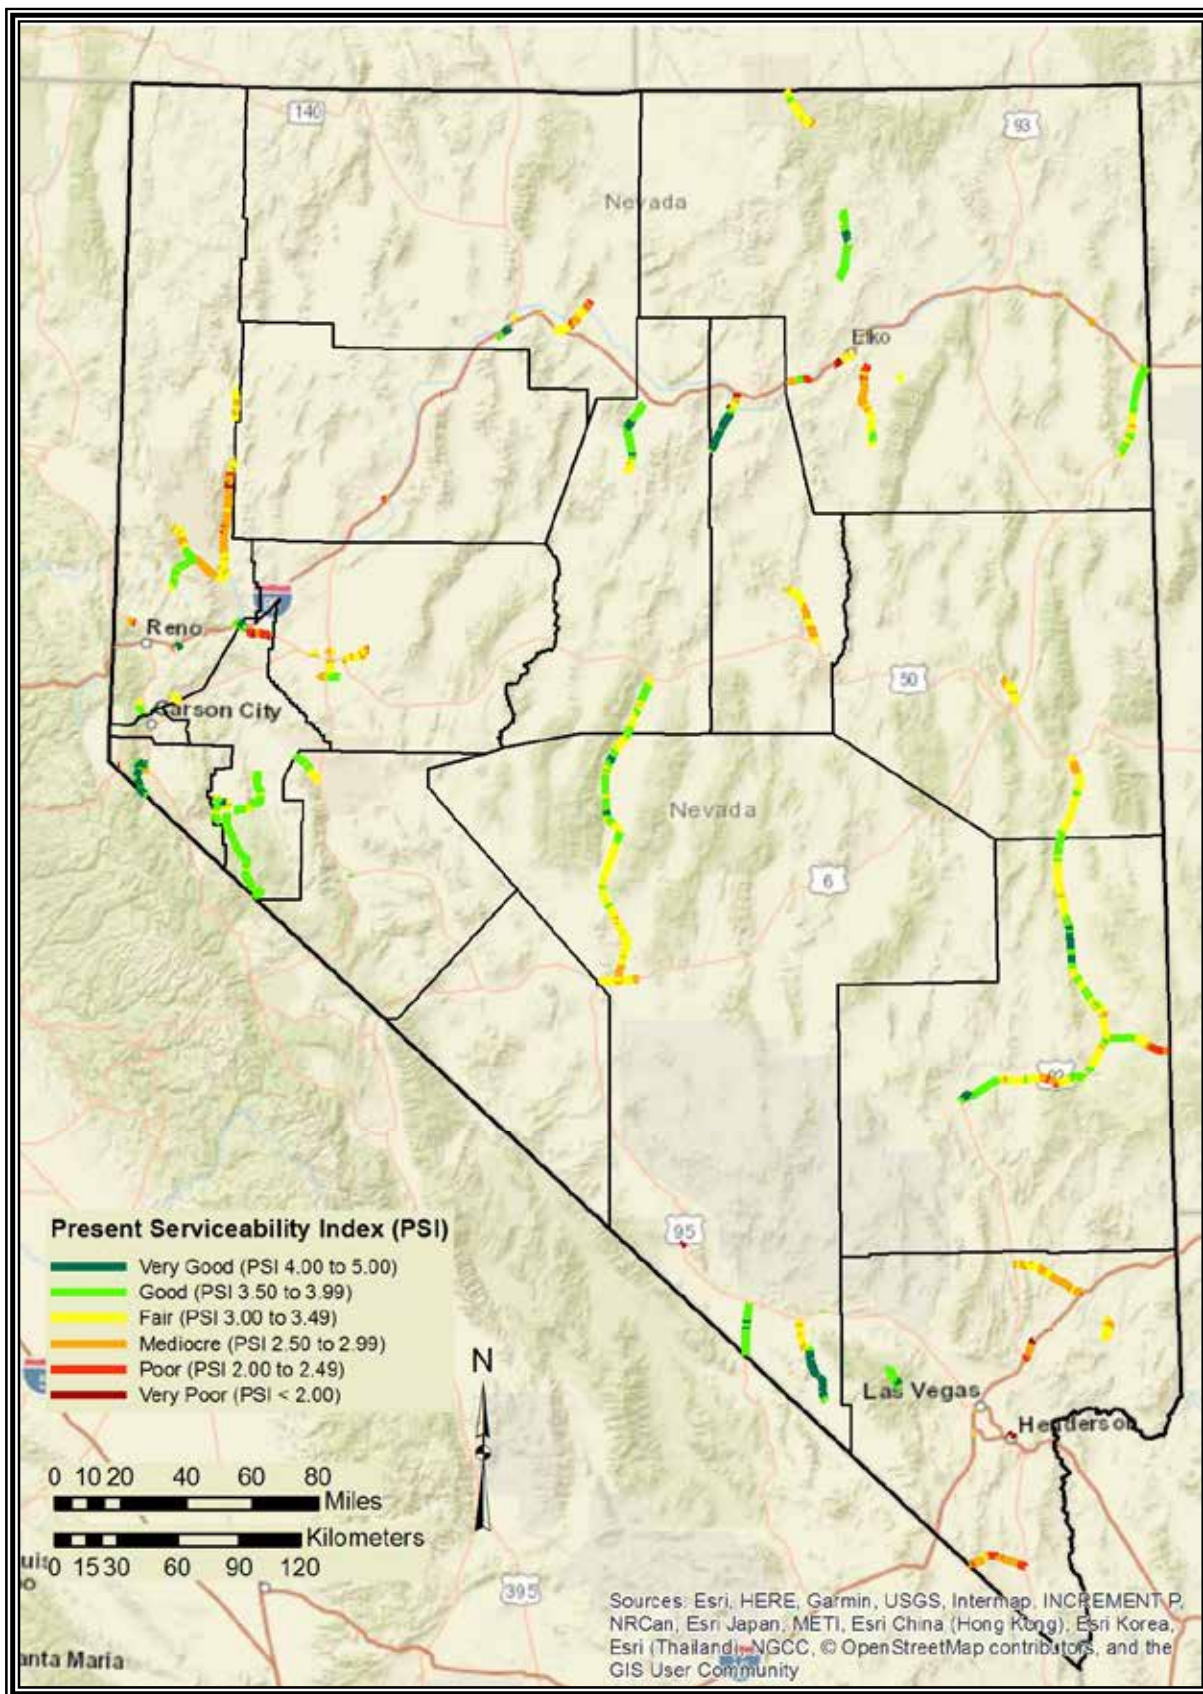 140
93
Nevada
Elko
Reno
50
Carson City
Nevada
6
95
Las Vegas
Henderson
Present Serviceability Index (PSI)
Very Good (PSI 4.00 to 5.00)
Good (PSI 3.50 to 3.99)
Fair (PSI 3.00 to 3.49)
Mediocre (PSI 2.50 to 2.99)
Poor (PSI 2.00 to 2.49)
Very Poor (PSI < 2.00)
N
0 10 20 40 60 80
Miles
Kilometers
0 15 30 60 90 120
395
anta Maria
Sources: Esri, HERE, Garmin, USGS, Intermap, INCREMENT P,
NRCan, Esri Japan, METI, Esri China (Hong Kong), Esri Korea,
Esri (Thailand), NGCC, © OpenStreetMap contributors, and the
GIS User Community